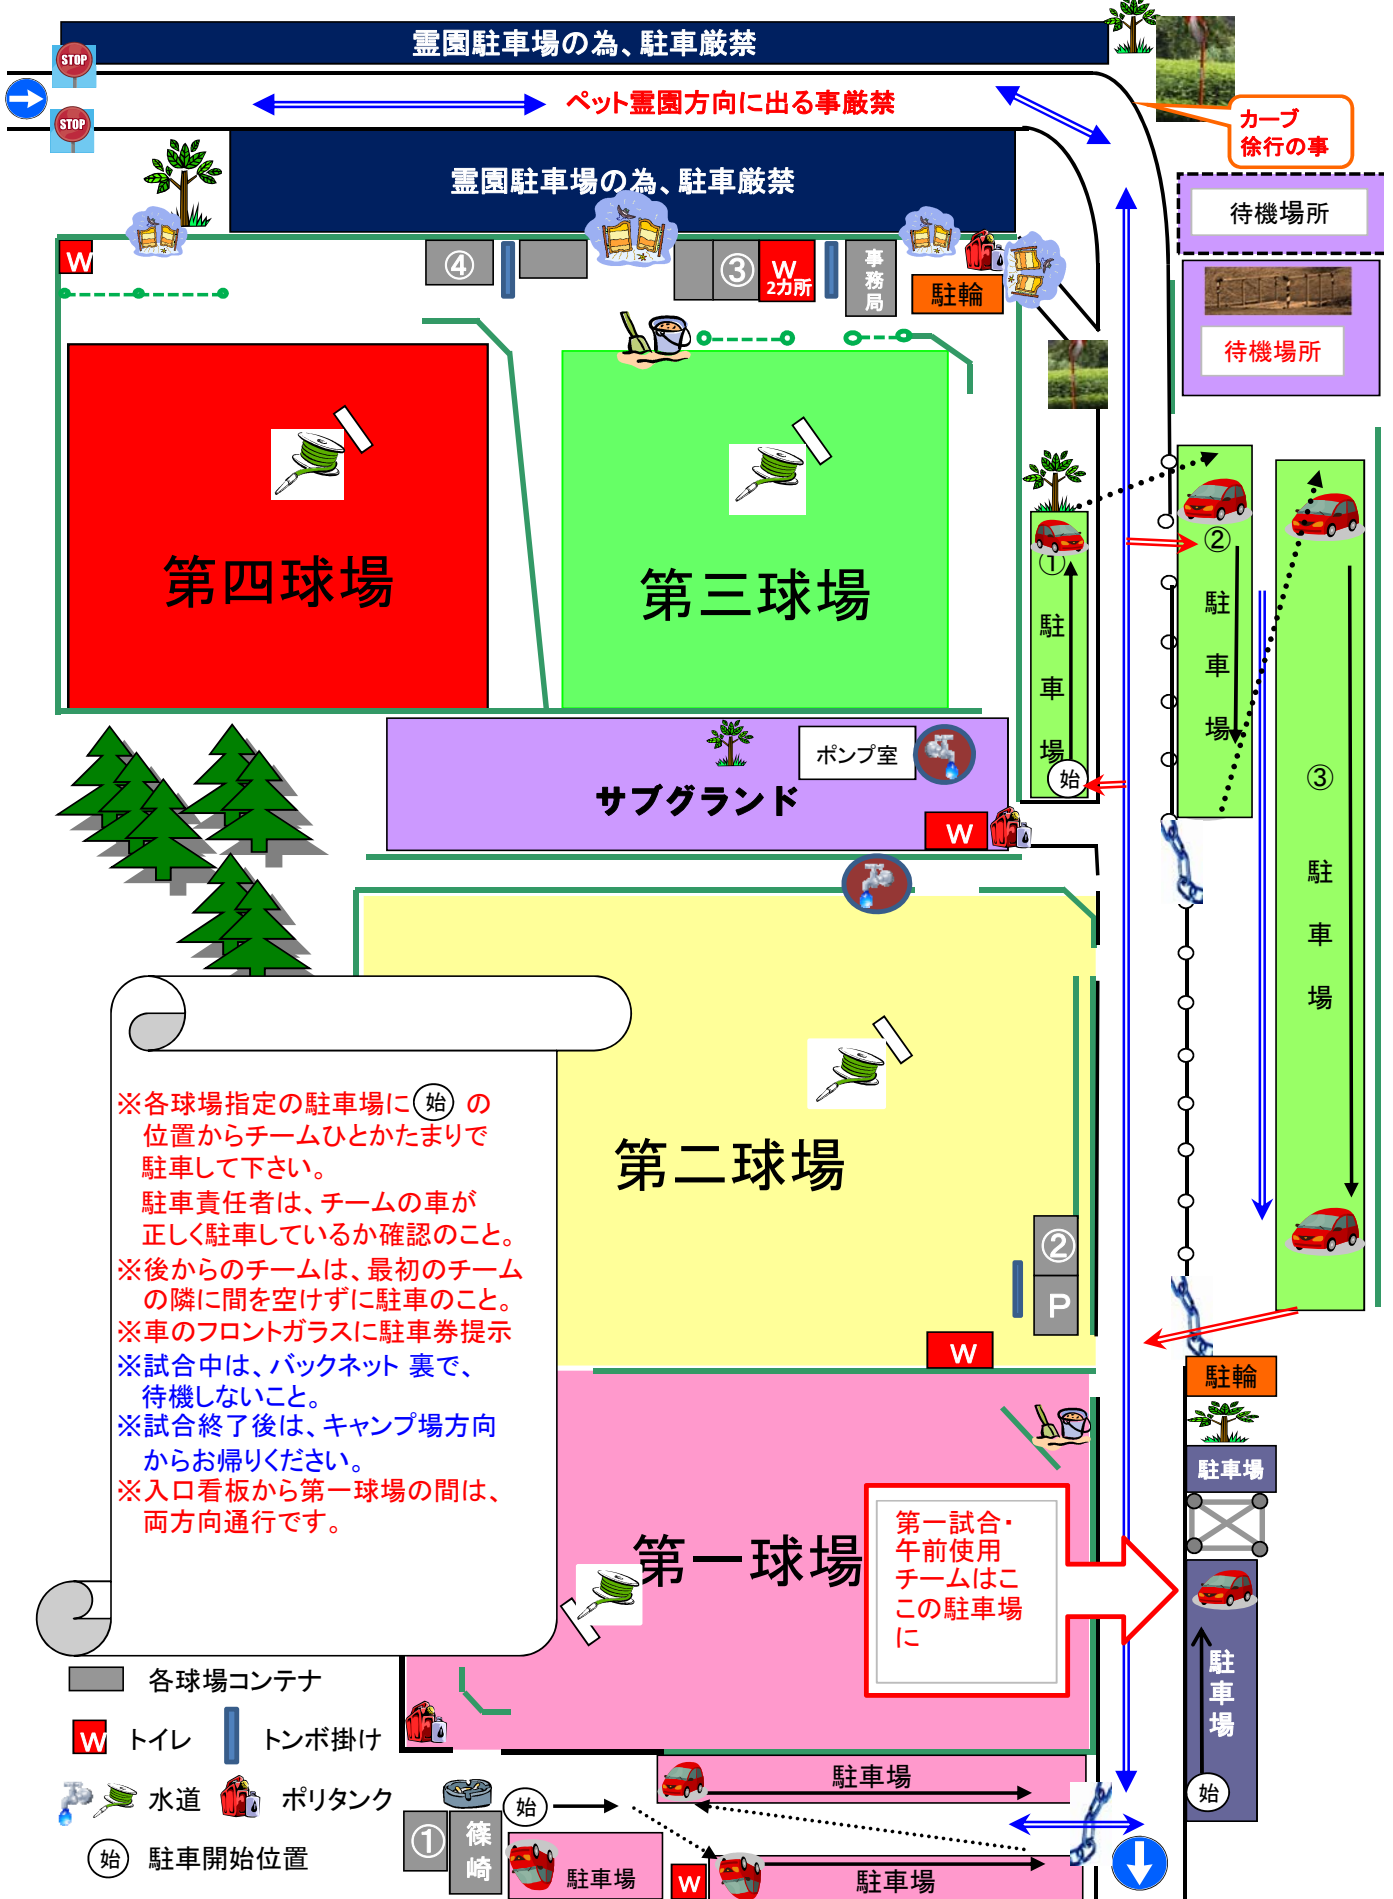 霊園駐車場の為、駐車厳禁
STOP
ペット霊園方向に出る事厳禁
STOP
カーブ
徐行の事
霊園駐車場の為、駐車厳禁
待機場所
W
④
③
W
2カ所
事務局
駐輪
待機場所
第四球場
第三球場
①
駐車場
始
②
駐車場
③
駐車場
ポンプ室
サブグランド
W
※各球場指定の駐車場に 始 の
位置からチームひとかたまりで
駐車して下さい。
駐車責任者は、チームの車が
正しく駐車しているか確認のこと。
※後からのチームは、最初のチーム
の隣に間を空けずに駐車のこと。
※車のフロントガラスに駐車券提示
※試合中は、バックネット 裏で、
待機しないこと。
※試合終了後は、キャンプ場方向
からお帰りください。
※入口看板から第一球場の間は、
両方向通行です。
第二球場
②
P
W
駐輪
駐車場
第一球場
第一試合・
午前使用
チームはこ
この駐車場
に
駐車場
始
各球場コンテナ
W トイレ トンボ掛け
水道 ポリタンク
始 駐車開始位置
駐車場
始
①
篠崎
駐車場
W
駐車場